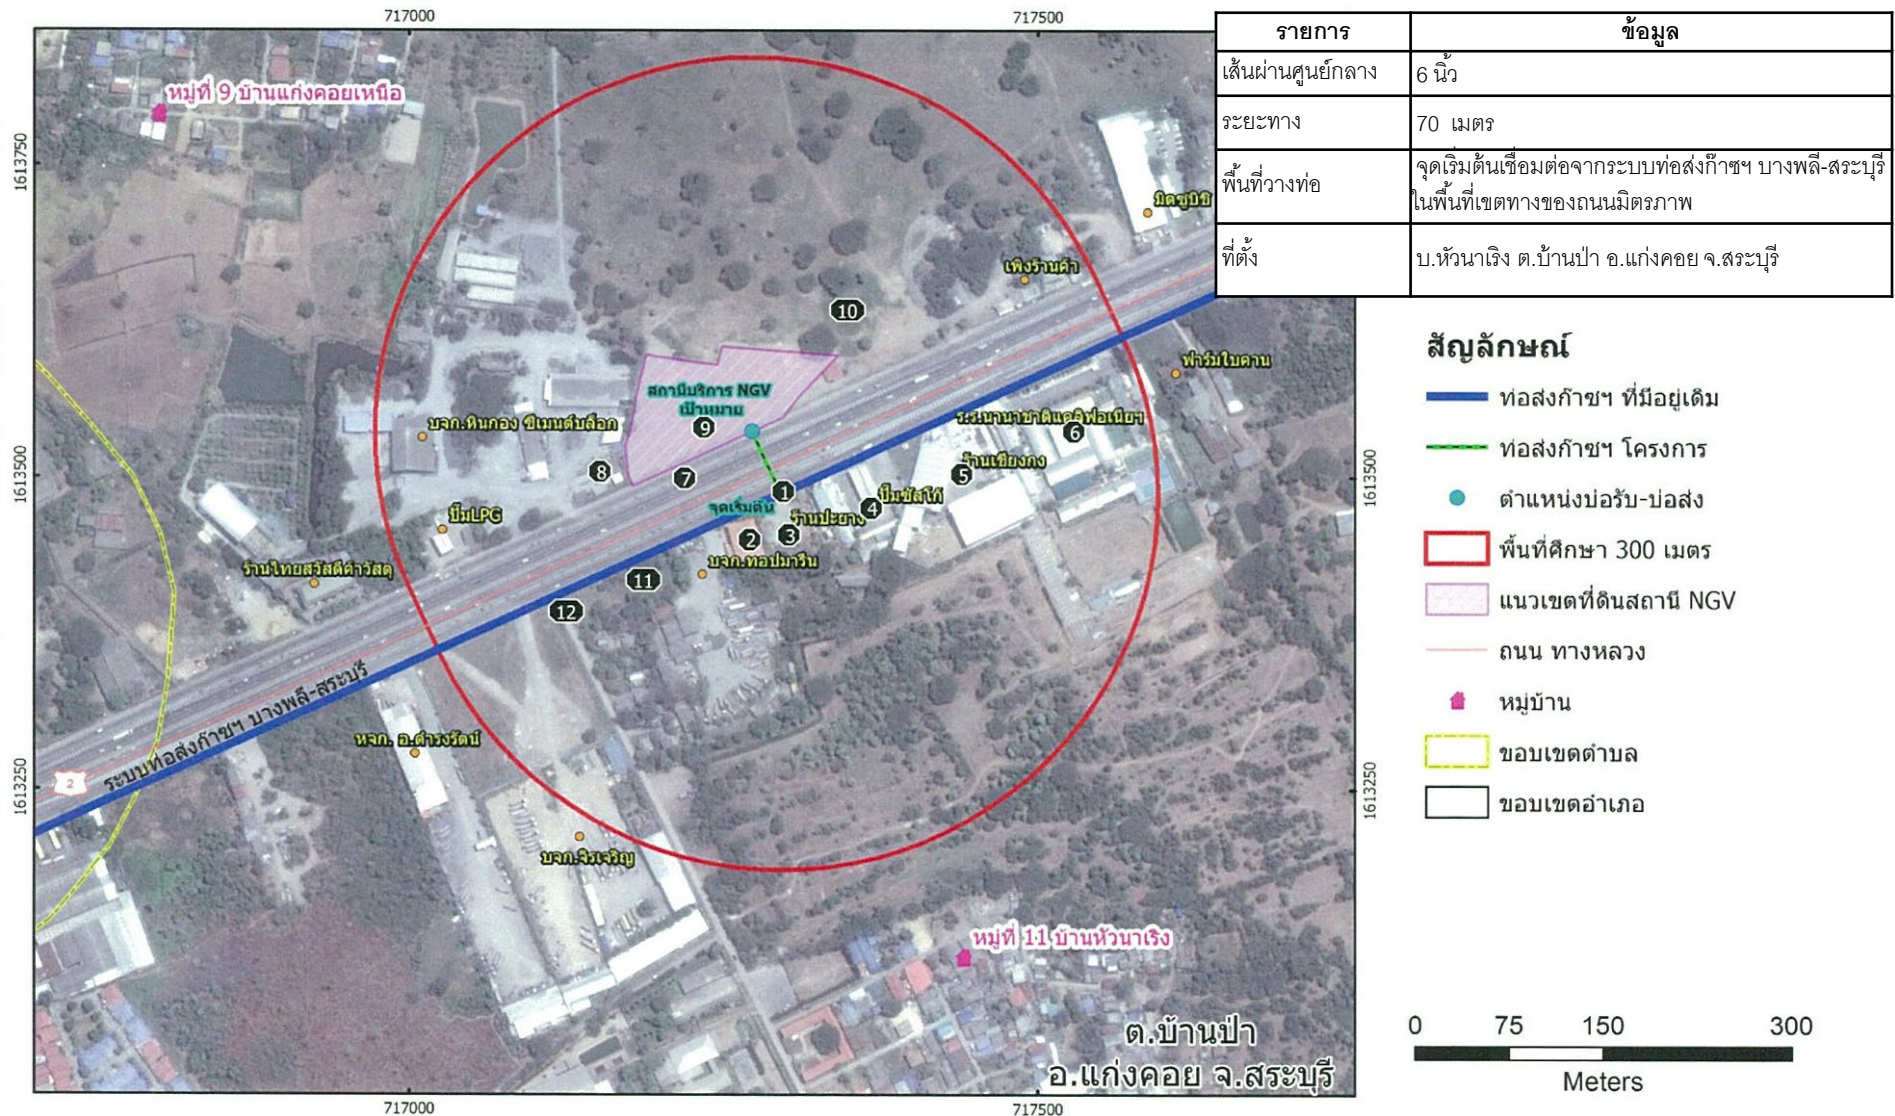 717000
717500
รายการ ข้อมูล
เส้นผ่านศูนย์กลาง 6 นิ้ว
ระยะทาง 70 เมตร
พื้นที่วางท่อ จุดเริ่มต้นเชื่อมต่อจากระบบท่อส่งก๊าซฯ บางพลี-สระบุรี
ในพื้นที่เขตทางของถนนมิตรภาพ
ที่ตั้ง บ.หัวนาเริง ต.บ้านป่า อ.แก่งคอย จ.สระบุรี
หมู่ที่ 9 บ้านแก่งคอยเหนือ
1613750
มิตซูบิชิ
เพิงร้านค้า
10
ฟาร์มใบดาน
สถานีบริการ NGV
เป้าหมาย
9
บจก.หินกอง ซีเมนต์บล็อก
ร.ร.นานาชาติแคลิฟอเนียฯ
6
1613500
1613500
8
7
ร้านเชียงกง
5
1
จุดเริ่มต้น
ปั๊มซัสโก้
4
ร้านปะยาง
3
2
ปั๊มLPG
บจก.ทอปมารีน
ร้านไทยสวัสดีค้าวัสดุ
11
12
ระบบท่อส่งก๊าซฯ บางพลี-สระบุรี
2
หจก. อ.ดำรงรัตน์
1613250
1613250
บจก.จิรเจริญ
หมู่ที่ 11 บ้านหัวนาเริง
ต.บ้านป่า
อ.แก่งคอย จ.สระบุรี
717000
717500
สัญลักษณ์
ท่อส่งก๊าซฯ ที่มีอยู่เดิม
ท่อส่งก๊าซฯ โครงการ
ตำแหน่งบ่อรับ-บ่อส่ง
พื้นที่ศึกษา 300 เมตร
แนวเขตที่ดินสถานี NGV
ถนน ทางหลวง
หมู่บ้าน
ขอบเขตตำบล
ขอบเขตอำเภอ
0 75 150 300
Meters